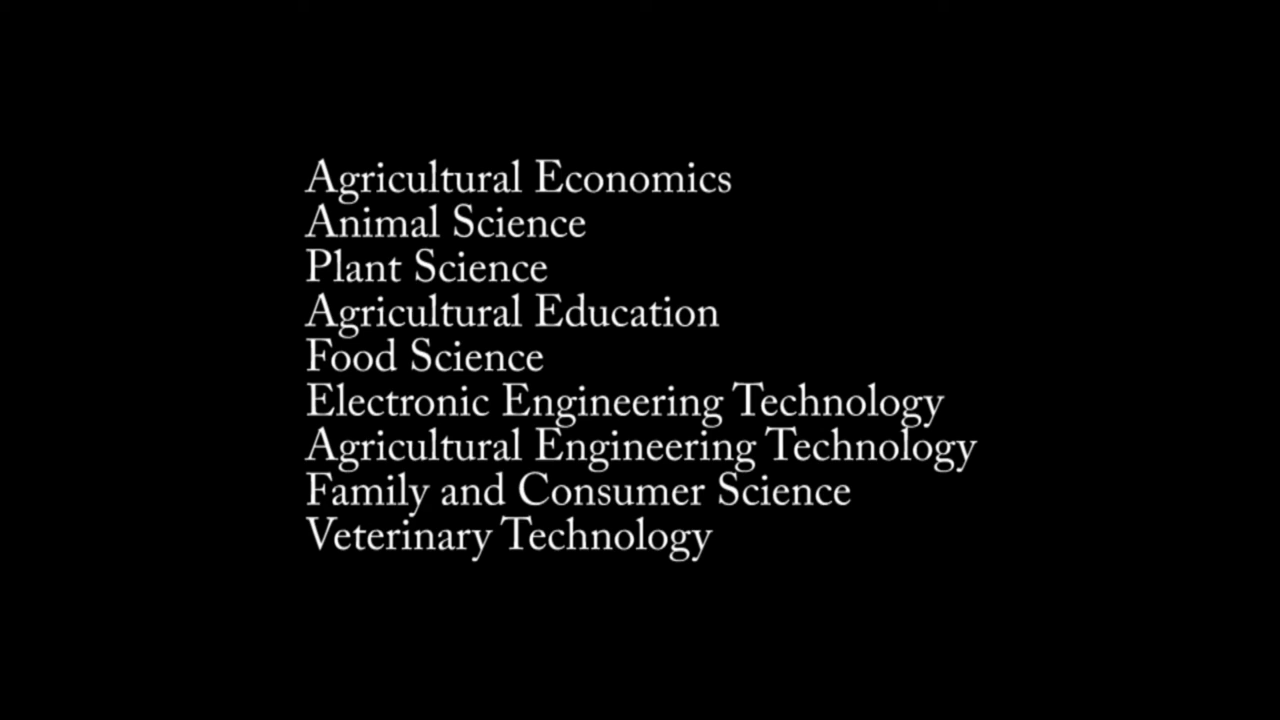 Agricultural Economics
Animal Science
Plant Science
Agricultural Education
Food Science
Electronic Engineering Technology
Agricultural Engineering Technology
Family and Consumer Science
Veterinary Technology